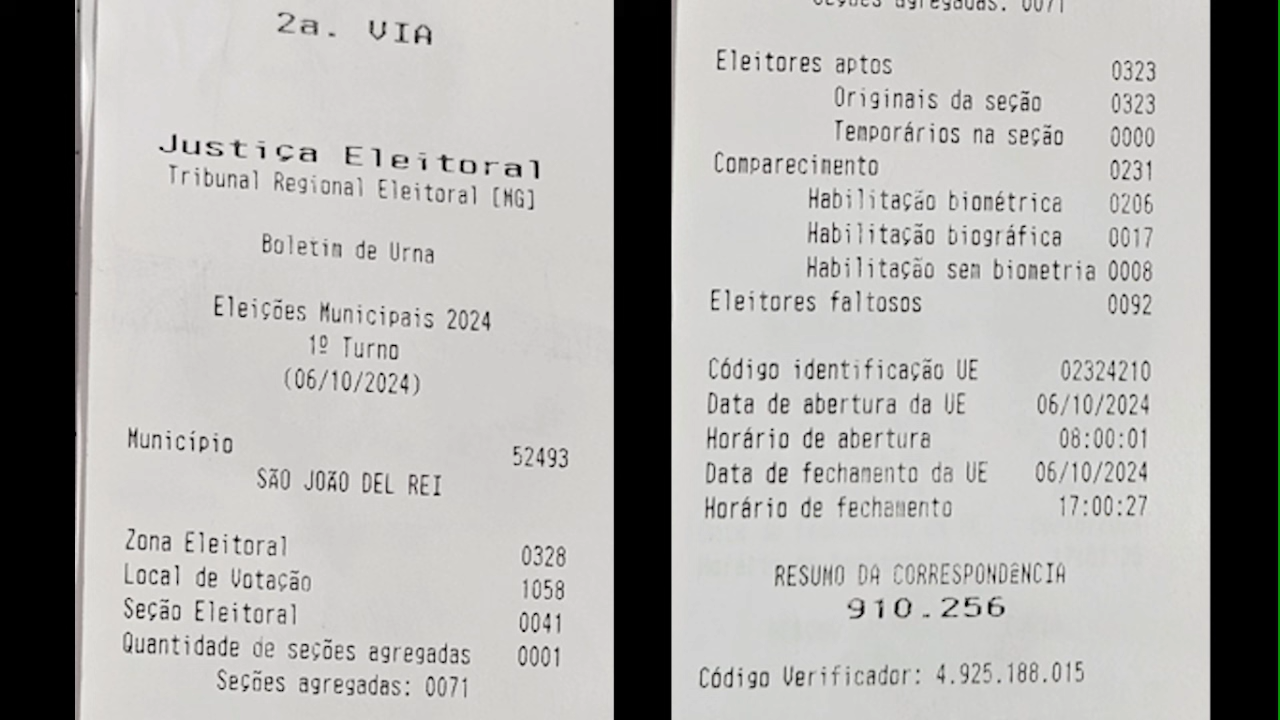 2a. VIA
Justiça Eleitoral
Tribunal Regional Eleitoral [MG]
Boletim de Urna
Eleições Municipais 2024
1º Turno
(06/10/2024)
Município 52493
SÃO JOÃO DEL REI
Zona Eleitoral 0328
Local de Votação 1058
Seção Eleitoral 0041
Quantidade de seções agregadas 0001
Seções agregadas: 0071
Seções agregadas: 0071
Eleitores aptos 0323
Originais da seção 0323
Temporários na seção 0000
Comparecimento 0231
Habilitação biométrica 0206
Habilitação biográfica 0017
Habilitação sem biometria 0008
Eleitores faltosos 0092
Código identificação UE 02324210
Data de abertura da UE 06/10/2024
Horário de abertura 08:00:01
Data de fechamento da UE 06/10/2024
Horário de fechamento 17:00:27
RESUMO DA CORRESPONDÊNCIA
910.256
Código Verificador: 4.925.188.015